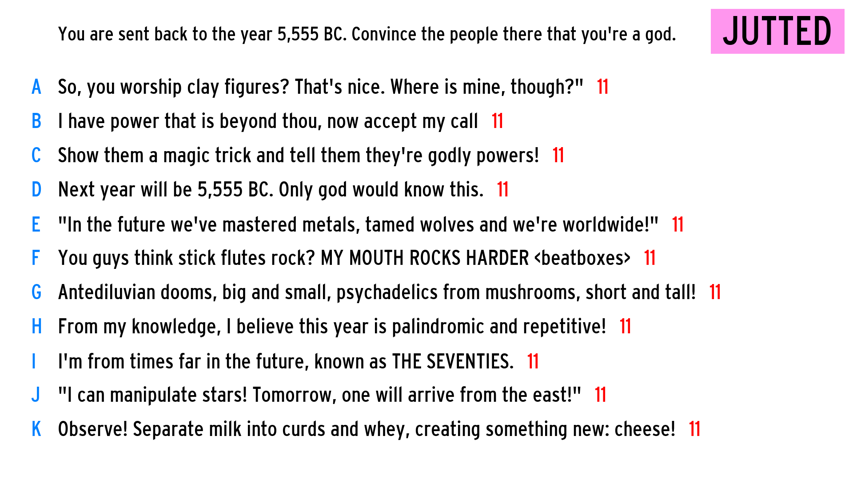 You are sent back to the year 5,555 BC. Convince the people there that you're a god.
JUTTED
A So, you worship clay figures? That's nice. Where is mine, though?" 11
B I have power that is beyond thou, now accept my call 11
C Show them a magic trick and tell them they're godly powers! 11
D Next year will be 5,555 BC. Only god would know this. 11
E "In the future we've mastered metals, tamed wolves and we're worldwide!" 11
F You guys think stick flutes rock? MY MOUTH ROCKS HARDER <beatboxes> 11
G Antediluvian dooms, big and small, psychadelics from mushrooms, short and tall! 11
H From my knowledge, I believe this year is palindromic and repetitive! 11
I I'm from times far in the future, known as THE SEVENTIES. 11
J "I can manipulate stars! Tomorrow, one will arrive from the east!" 11
K Observe! Separate milk into curds and whey, creating something new: cheese! 11